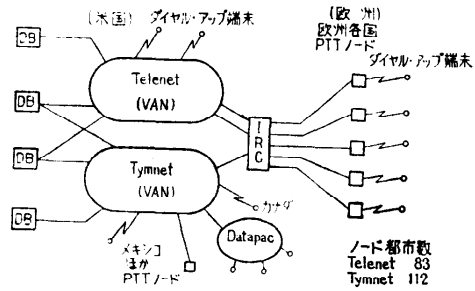 (米国)
ダイヤル・アップ端末
(欧 州)
欧州各国
PTTノード
ダイヤル・アップ端末
DB
DB
DB
DB
Telenet
(VAN)
Tymnet
(VAN)
IRC
カナダ
Datapac
メキシコ
ほか
PTTノード
ノード都市数
Telenet 83
Tymnet 112